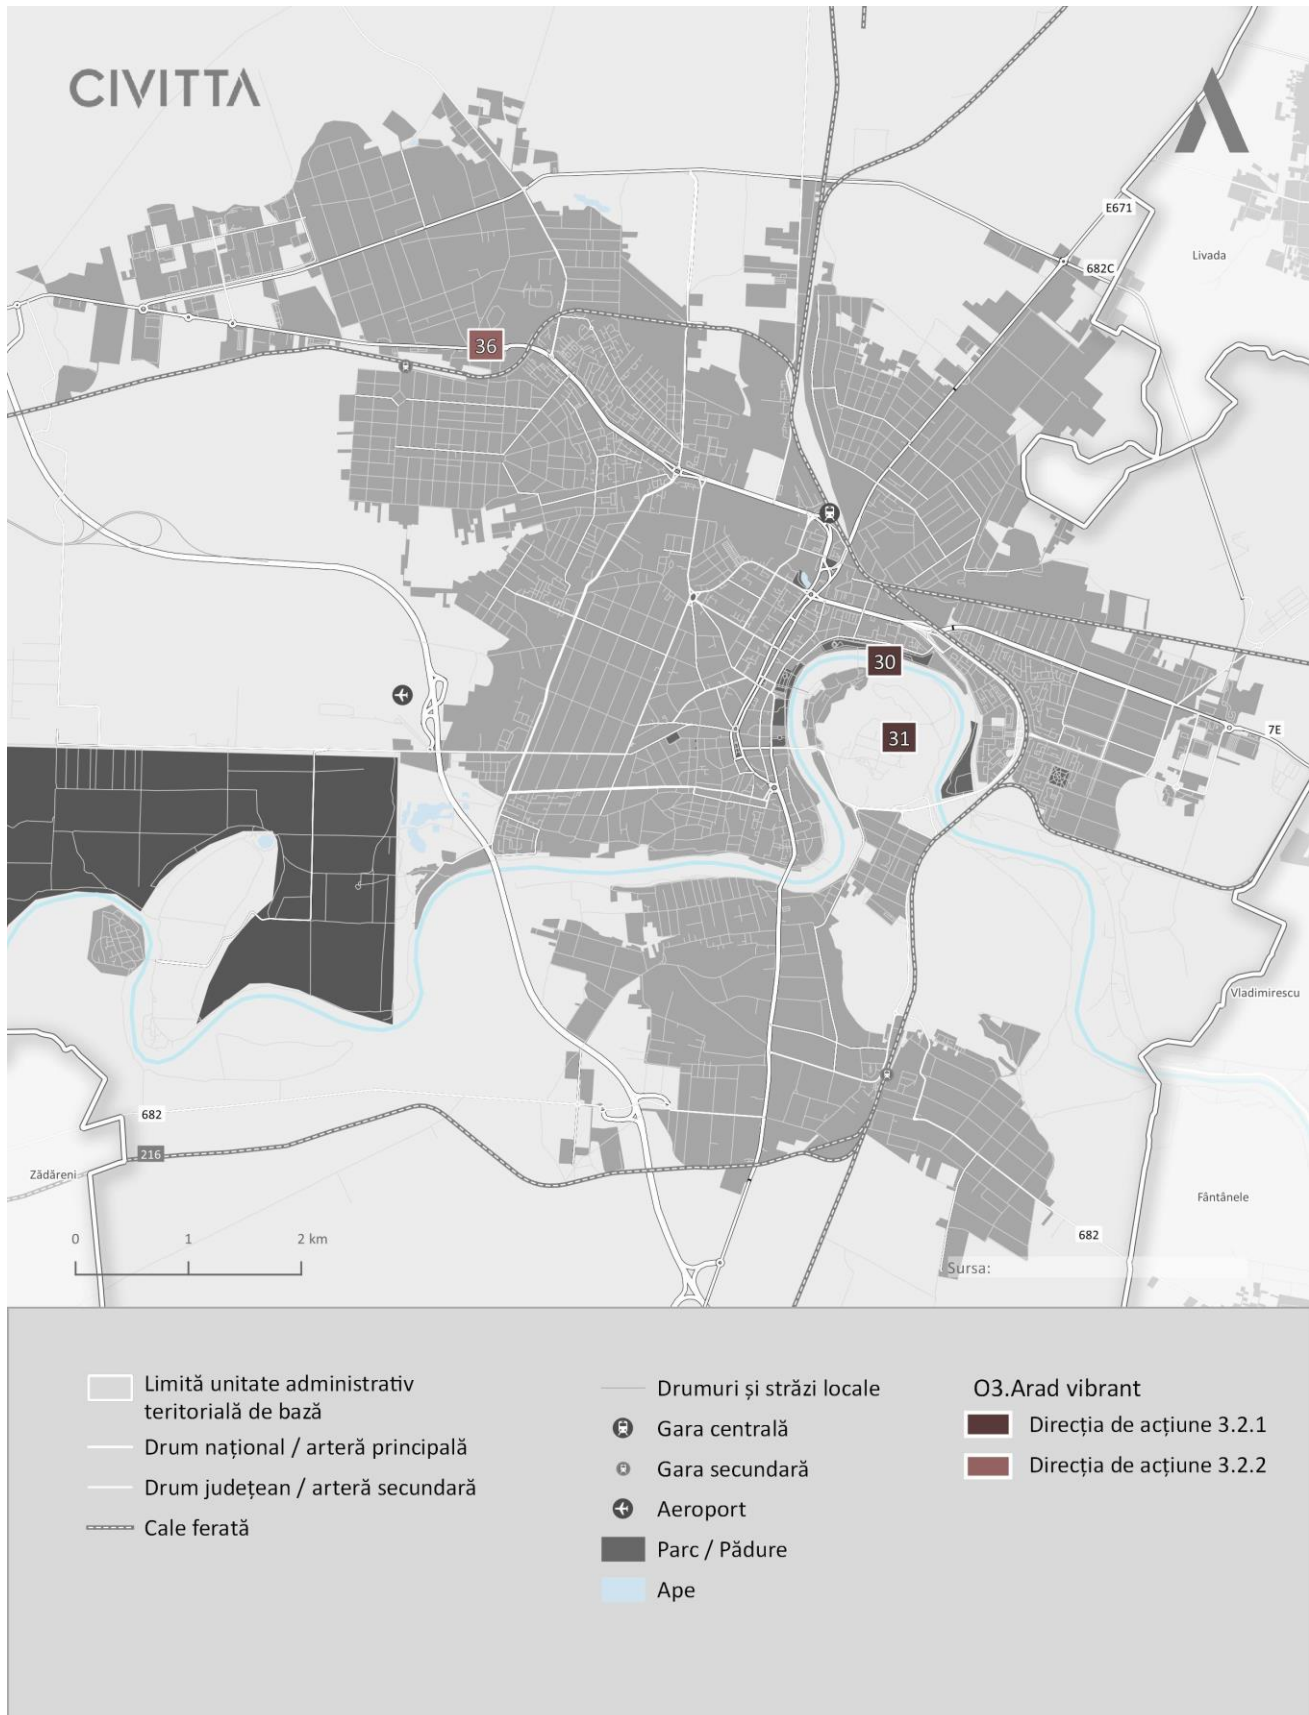 CIVITTA
E671
Livada
682C
36
30
31
7E
Vladimirescu
682
216
Zădăreni
Fântânele
682
0 1 2 km
Sursa:
Limită unitate administrativ
teritorială de bază
Drum național / arteră principală
Drum județean / arteră secundară
Cale ferată
Drumuri și străzi locale
Gara centrală
Gara secundară
Aeroport
Parc / Pădure
Ape
O3.Arad vibrant
Direcția de acțiune 3.2.1
Direcția de acțiune 3.2.2